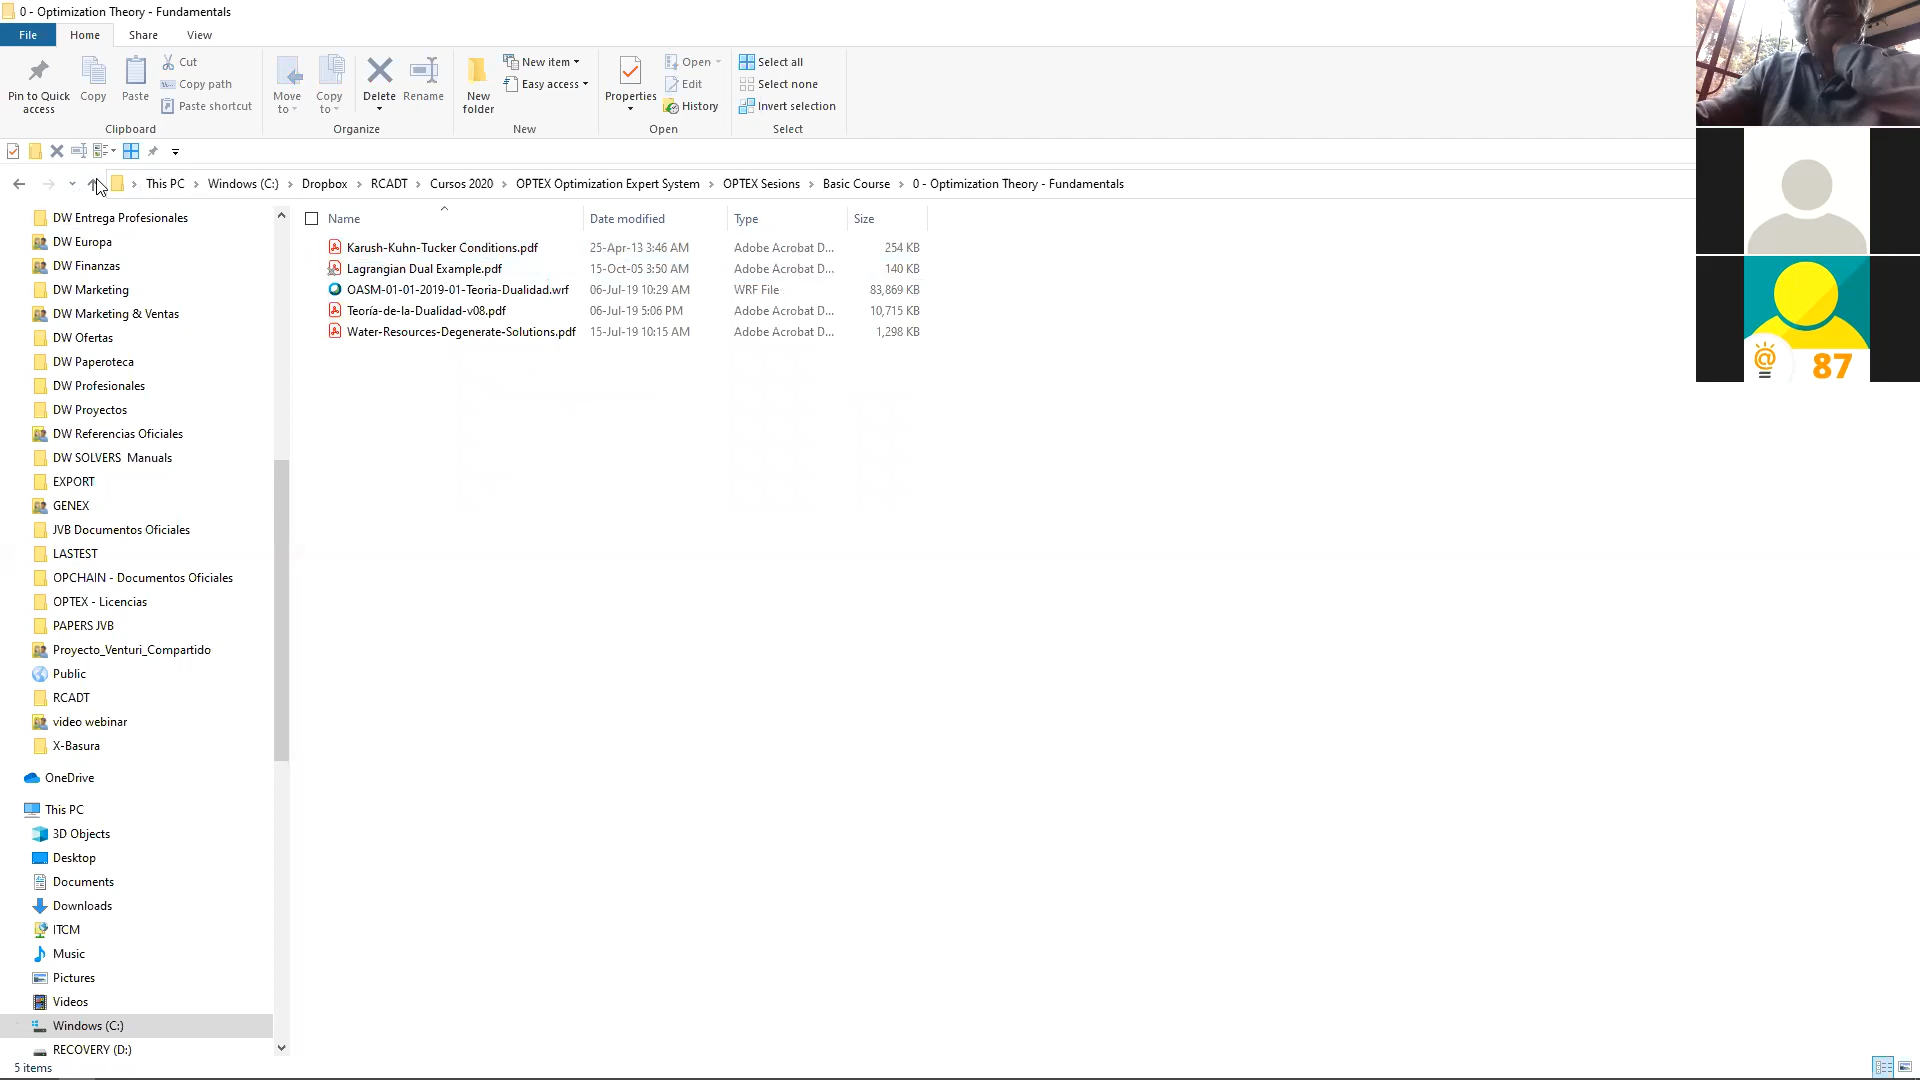 0 - Optimization Theory - Fundamentals
File Home Share View
Pin to Quick access
Copy
Paste
Cut
Copy path
Paste shortcut
Clipboard
Move to
Copy to
Delete
Rename
Organize
New folder
New item
Easy access
New
Properties
Open
Edit
History
Open
Select all
Select none
Invert selection
Select
This PC > Windows (C:) > Dropbox > RCADT > Cursos 2020 > OPTEX Optimization Expert System > OPTEX Sesions > Basic Course > 0 - Optimization Theory - Fundamentals
DW Entrega Profesionales
DW Europa
DW Finanzas
DW Marketing
DW Marketing & Ventas
DW Ofertas
DW Paperoteca
DW Profesionales
DW Proyectos
DW Referencias Oficiales
DW SOLVERS Manuals
EXPORT
GENEX
JVB Documentos Oficiales
LASTEST
OPCHAIN - Documentos Oficiales
OPTEX - Licencias
PAPERS JVB
Proyecto_Venturi_Compartido
Public
RCADT
video webinar
X-Basura
OneDrive
This PC
3D Objects
Desktop
Documents
Downloads
ITCM
Music
Pictures
Videos
Windows (C:)
RECOVERY (D:)
Name Date modified Type Size
Karush-Kuhn-Tucker Conditions.pdf 25-Apr-13 3:46 AM Adobe Acrobat D... 254 KB
Lagrangian Dual Example.pdf 15-Oct-05 3:50 AM Adobe Acrobat D... 140 KB
OASM-01-01-2019-01-Teoria-Dualidad.wrf 06-Jul-19 10:29 AM WRF File 83,869 KB
Teoría-de-la-Dualidad-v08.pdf 06-Jul-19 5:06 PM Adobe Acrobat D... 10,715 KB
Water-Resources-Degenerate-Solutions.pdf 15-Jul-19 10:15 AM Adobe Acrobat D... 1,298 KB
@ 87
5 items